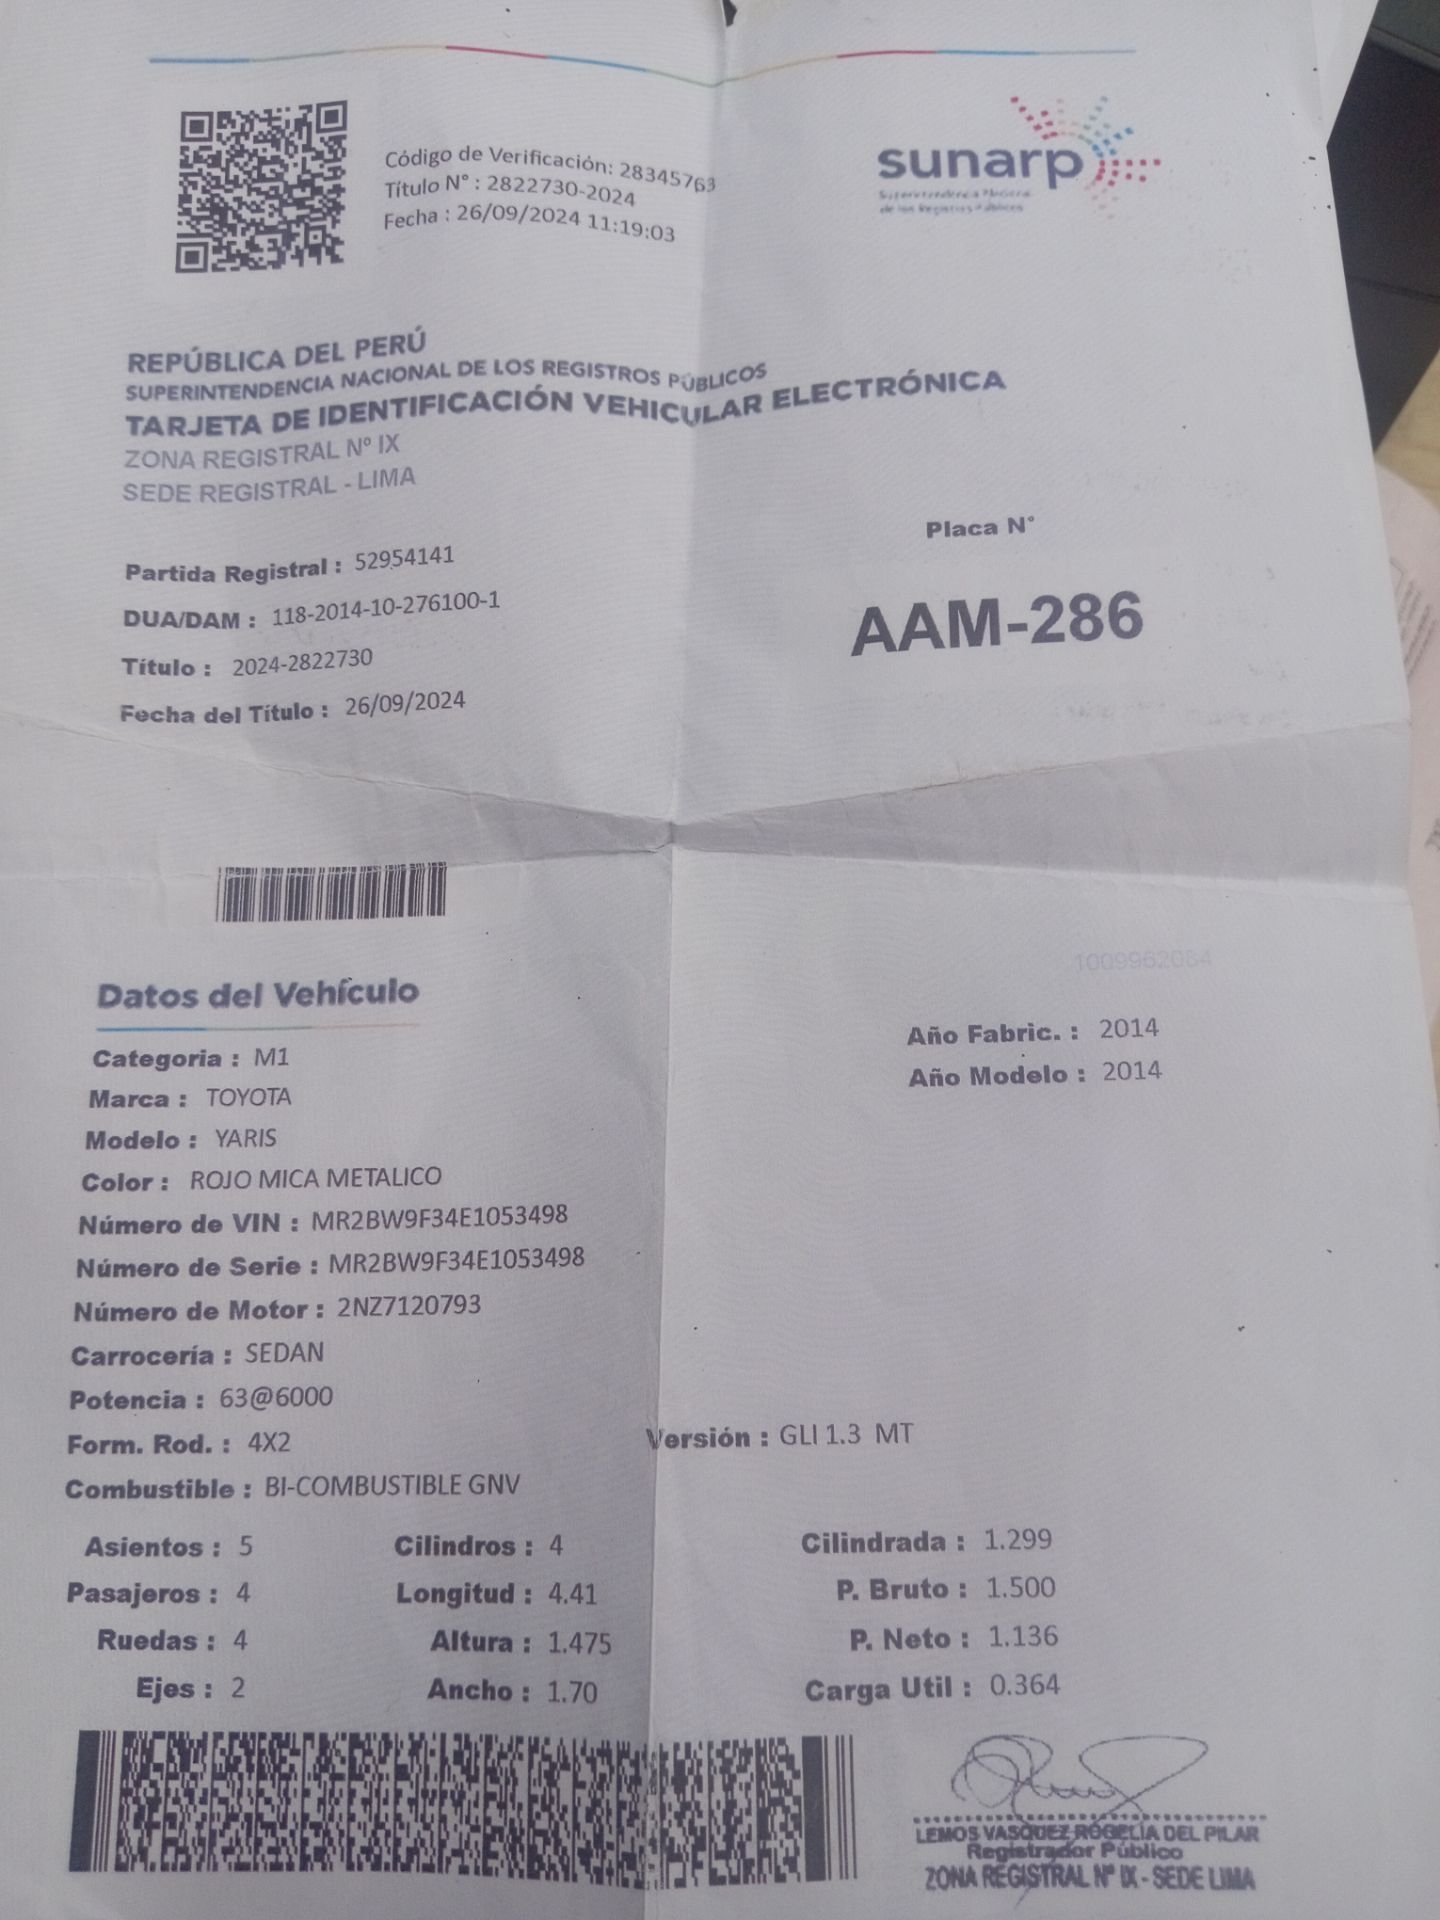 Código de Verificación: 28345763
Título N° : 2822730-2024
Fecha : 26/09/2024 11:19:03
sunarp
Superintendencia Nacional
de los Registros Públicos
REPÚBLICA DEL PERÚ
SUPERINTENDENCIA NACIONAL DE LOS REGISTROS PÚBLICOS
TARJETA DE IDENTIFICACIÓN VEHICULAR ELECTRÓNICA
ZONA REGISTRAL N° IX
SEDE REGISTRAL - LIMA
Placa N°
AAM-286
Partida Registral : 52954141
DUA/DAM : 118-2014-10-276100-1
Título : 2024-2822730
Fecha del Título : 26/09/2024
1009962084
Datos del Vehículo
Año Fabric. : 2014
Año Modelo : 2014
Categoria : M1
Marca : TOYOTA
Modelo : YARIS
Color : ROJO MICA METALICO
Número de VIN : MR2BW9F34E1053498
Número de Serie : MR2BW9F34E1053498
Número de Motor : 2NZ7120793
Carrocería : SEDAN
Potencia : 63@6000
Form. Rod. : 4X2
Versión : GLI 1.3 MT
Combustible : BI-COMBUSTIBLE GNV
Asientos : 5 Cilindros : 4 Cilindrada : 1.299
Pasajeros : 4 Longitud : 4.41 P. Bruto : 1.500
Ruedas : 4 Altura : 1.475 P. Neto : 1.136
Ejes : 2 Ancho : 1.70 Carga Util : 0.364
LEMOS VASQUEZ ROGELIA DEL PILAR
Registrador Público
ZONA REGISTRAL N° IX - SEDE LIMA